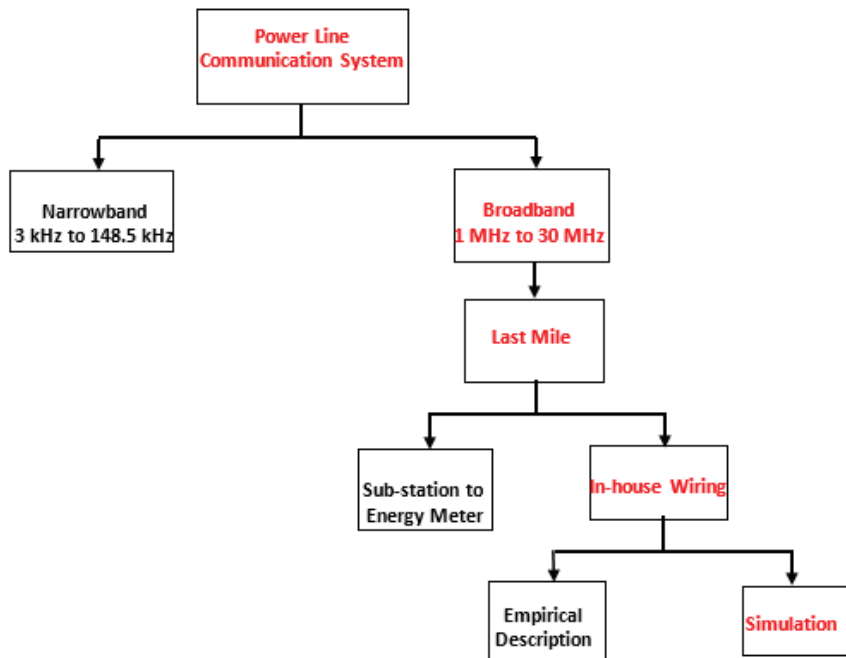 Power Line
Communication System
Narrowband
3 kHz to 148.5 kHz
Broadband
1 MHz to 30 MHz
Last Mile
Sub-station to
Energy Meter
In-house Wiring
Empirical
Description
Simulation